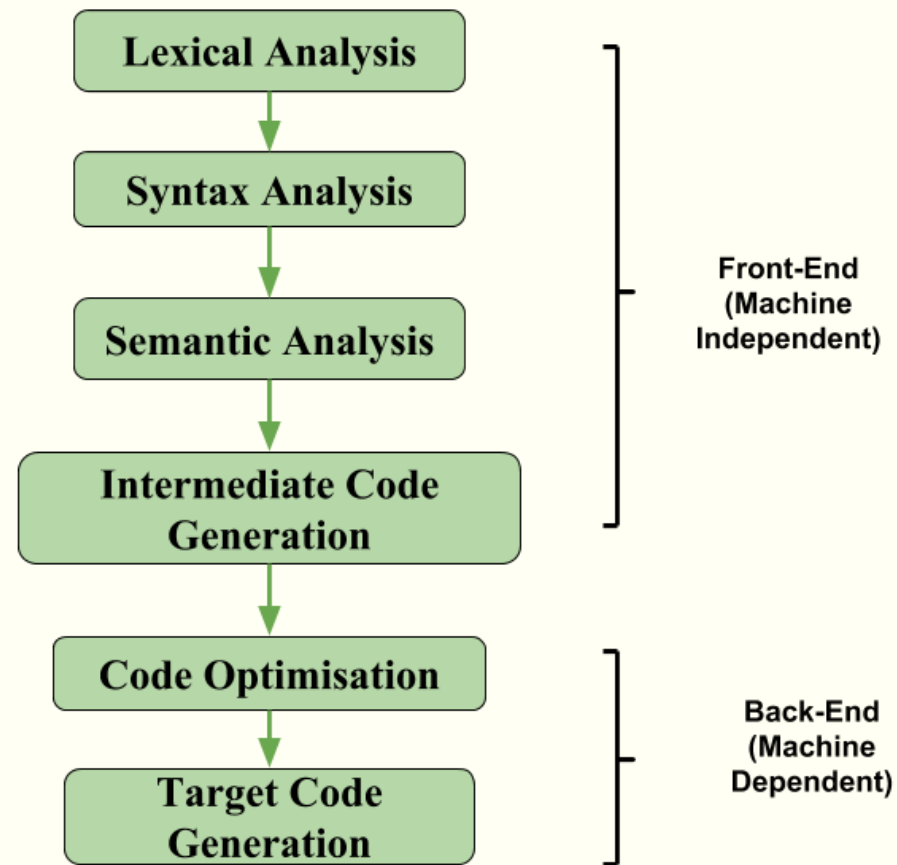 Lexical Analysis
Syntax Analysis
Semantic Analysis
Intermediate Code
Generation
Front-End
(Machine
Independent)
Code Optimisation
Target Code
Generation
Back-End
(Machine
Dependent)